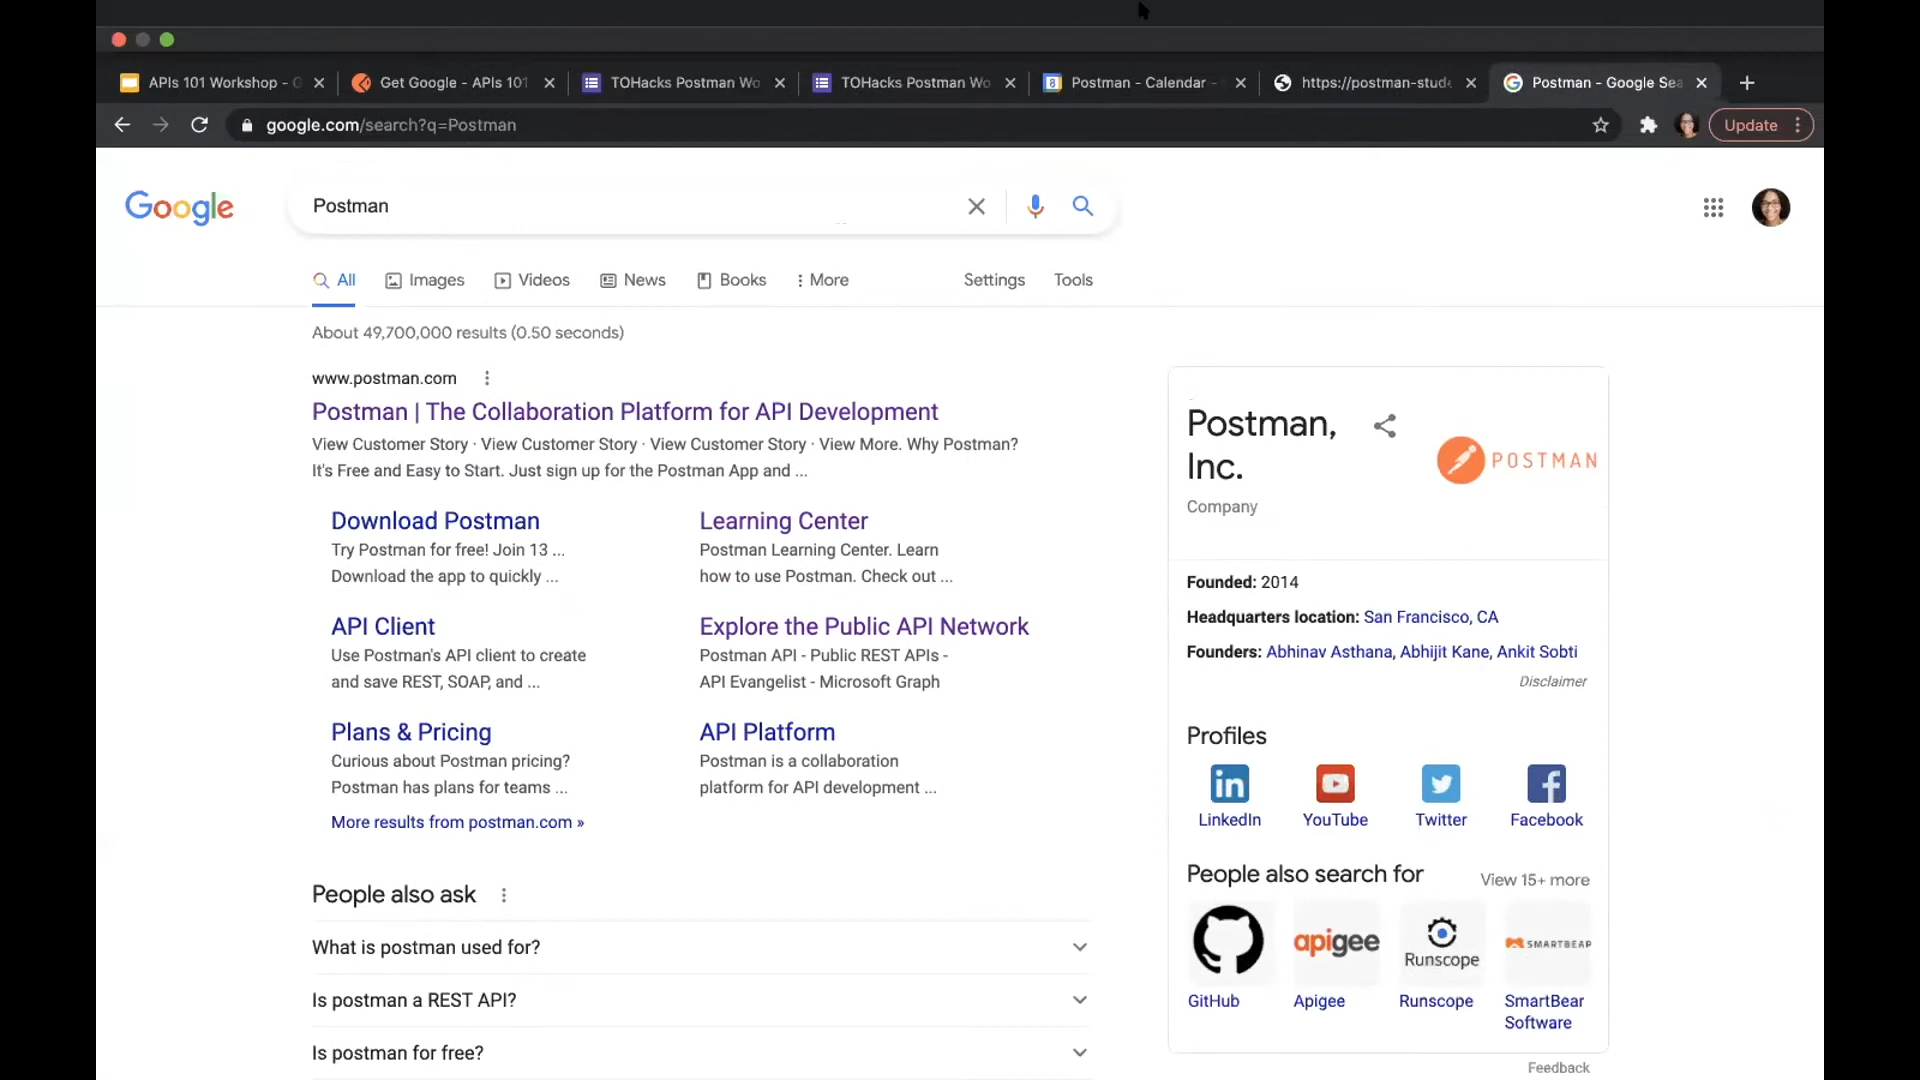 APIs 101 Workshop - G
Get Google - APIs 101
TOHacks Postman Wo
TOHacks Postman Wo
Postman - Calendar -
https://postman-stud
Postman - Google Sea
google.com/search?q=Postman
Update
Google
Postman
All
Images
Videos
News
Books
More
Settings
Tools
About 49,700,000 results (0.50 seconds)
www.postman.com
Postman | The Collaboration Platform for API Development
View Customer Story · View Customer Story · View Customer Story · View More. Why Postman?
It's Free and Easy to Start. Just sign up for the Postman App and ...
Download Postman
Try Postman for free! Join 13 ...
Download the app to quickly ...
Learning Center
Postman Learning Center. Learn
how to use Postman. Check out ...
API Client
Use Postman's API client to create
and save REST, SOAP, and ...
Explore the Public API Network
Postman API - Public REST APIs -
API Evangelist - Microsoft Graph
Plans & Pricing
Curious about Postman pricing?
Postman has plans for teams ...
API Platform
Postman is a collaboration
platform for API development ...
More results from postman.com »
People also ask
What is postman used for?
Is postman a REST API?
Is postman for free?
Postman,
Inc.
Company
POSTMAN
Founded: 2014
Headquarters location: San Francisco, CA
Founders: Abhinav Asthana, Abhijit Kane, Ankit Sobti
Disclaimer
Profiles
LinkedIn
YouTube
Twitter
Facebook
People also search for
View 15+ more
apigee
Runscope
SMARTBEAR
GitHub
Apigee
Runscope
SmartBear
Software
Feedback